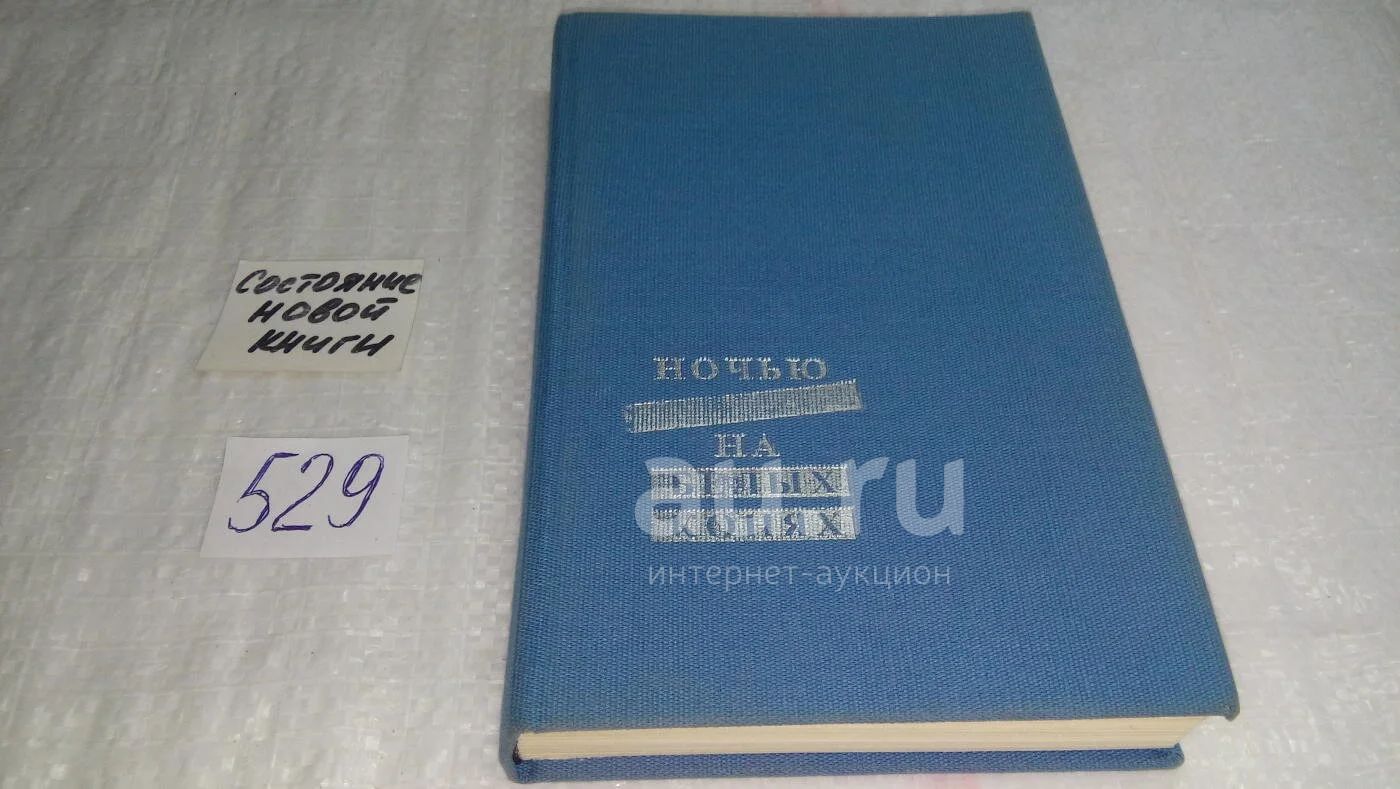 Состояние
новой
книги
529
НОЧЬЮ
НА
БЕЛЫХ
КОНЯХ
au.ru
интернет-аукцион